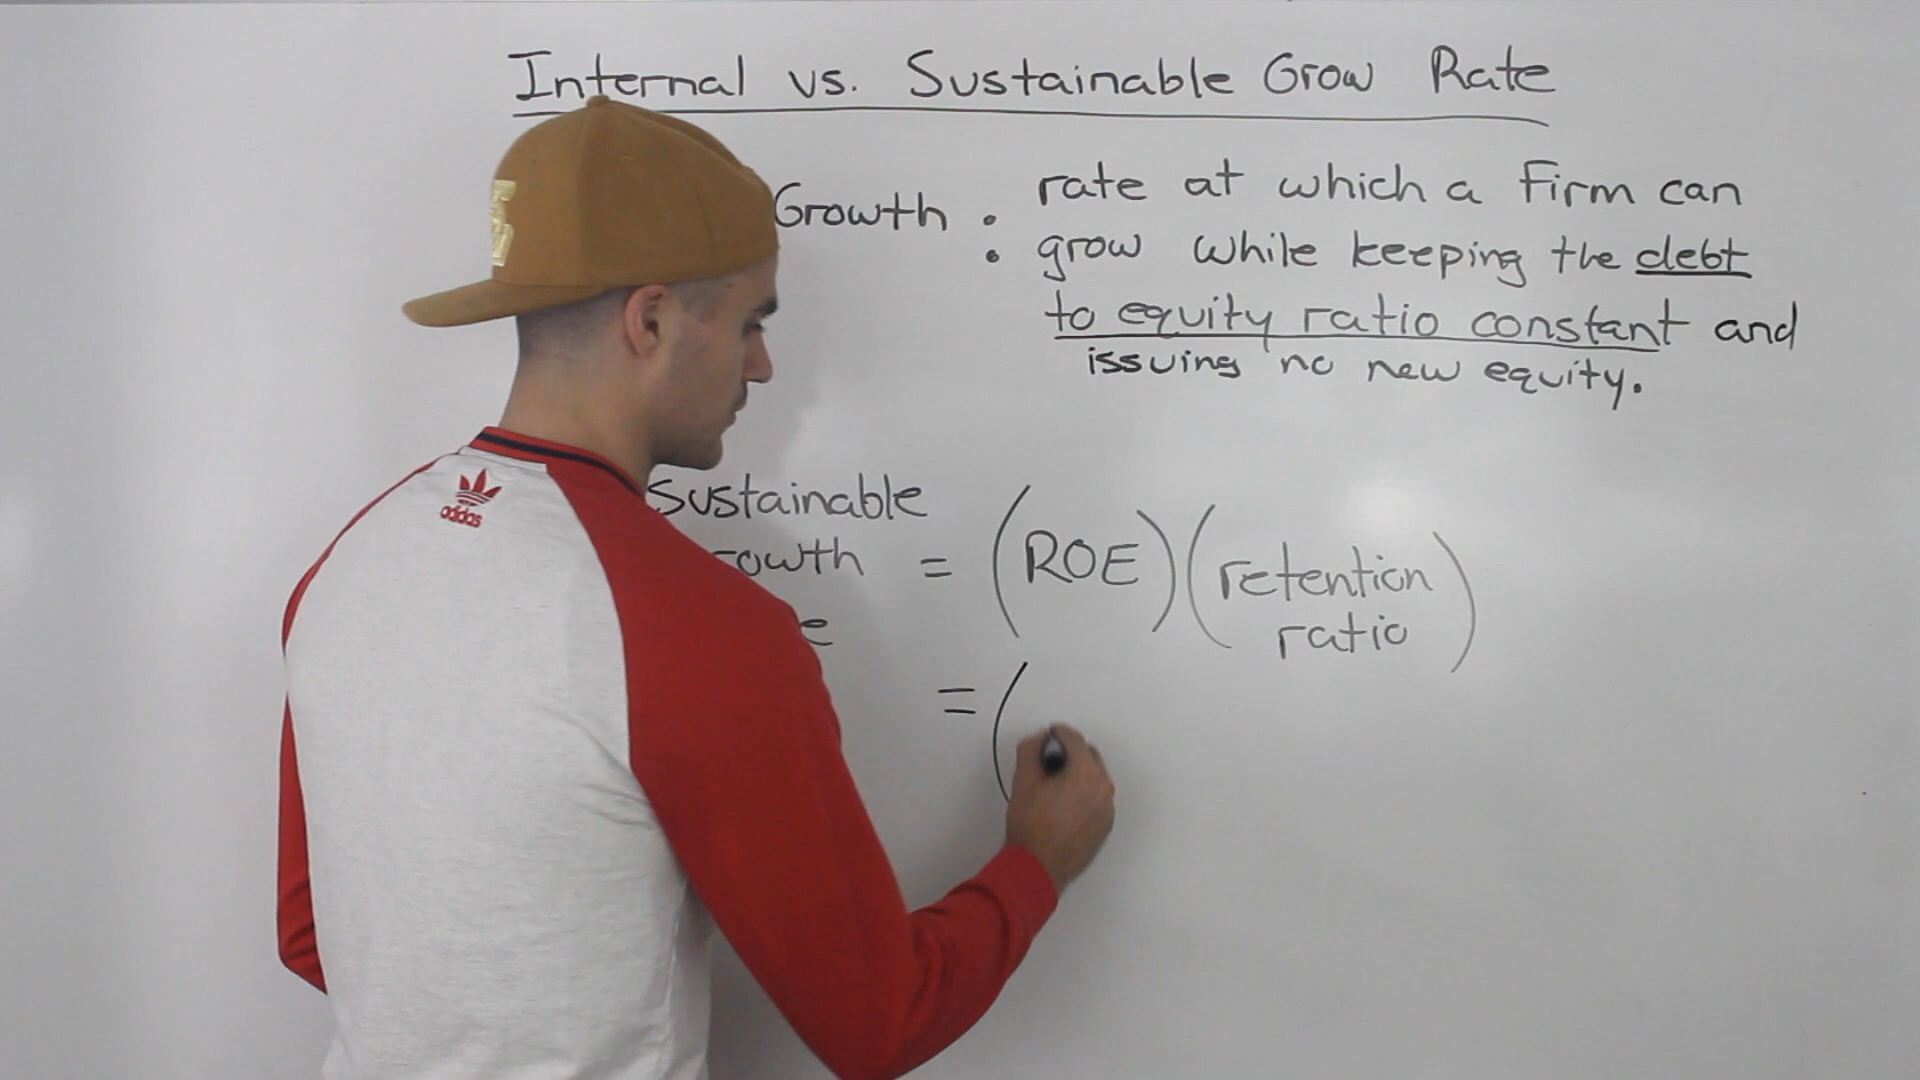 Internal vs. Sustainable Grow Rate
Growth : rate at which a Firm can
grow while keeping the debt
to equity ratio constant and
issuing no new equity.
adidas
Sustainable
rowth = (ROE)(retention
ratio)
e
= (